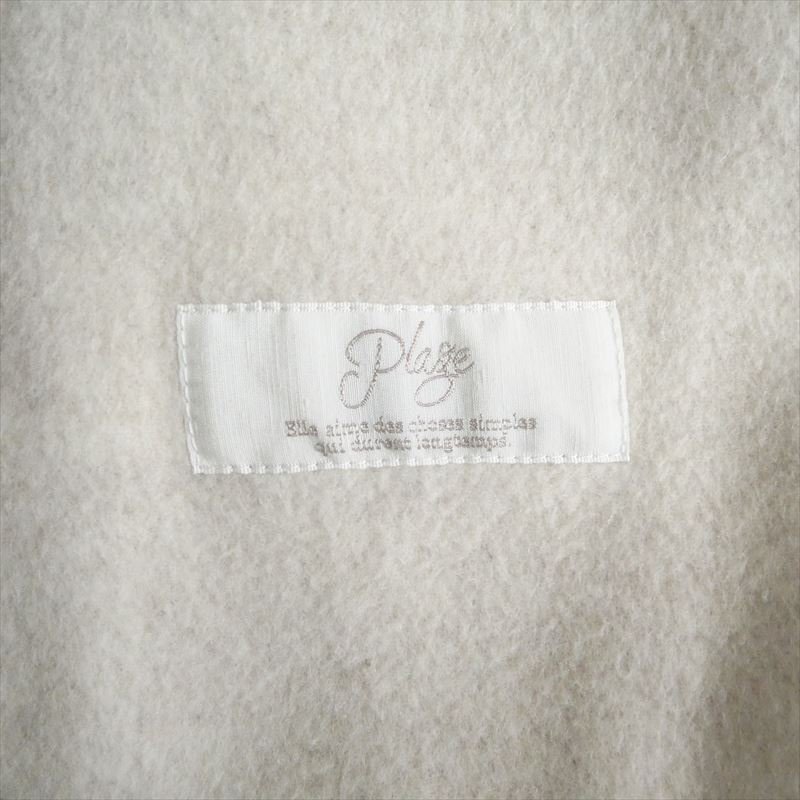 Plage
Elle aime des choses simples
qui durent longtemps.